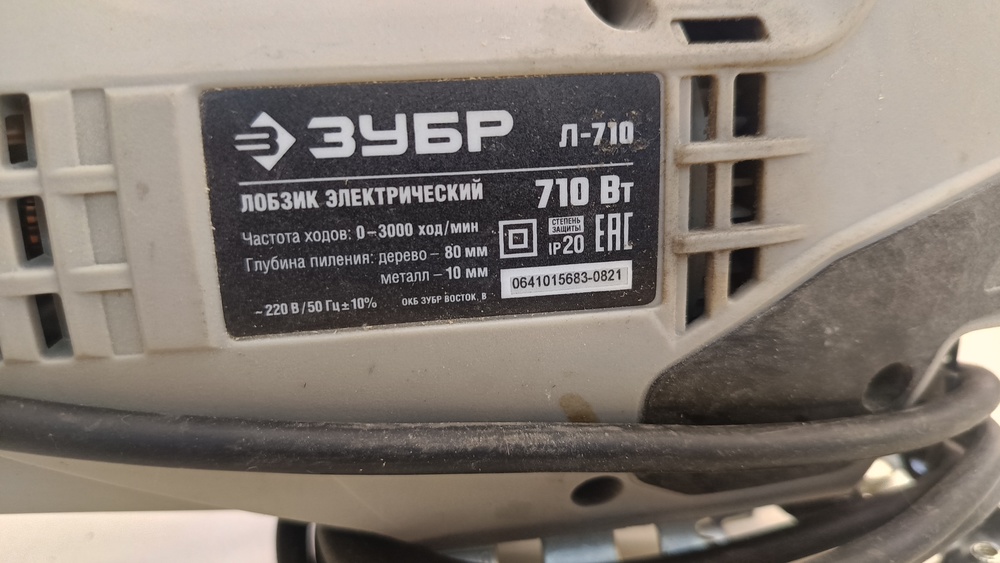 ЗУБР
Л-710
ЛОБЗИК ЭЛЕКТРИЧЕСКИЙ
710 Вт
Частота ходов: 0–3000 ход/мин
Глубина пиления: дерево – 80 мм
металл – 10 мм
СТЕПЕНЬ
ЗАЩИТЫ
IP20
ЕАС
0641015683-0821
~220 В/50 Гц±10%
ОКБ ЗУБР ВОСТОК, В